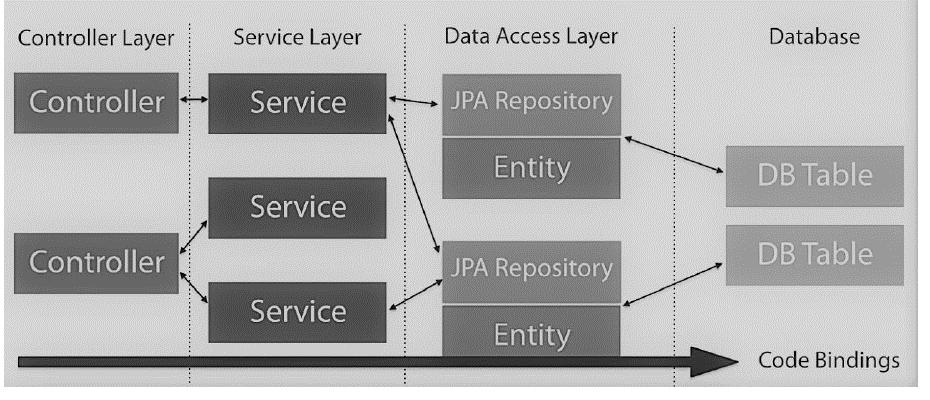 Controller Layer
Service Layer
Data Access Layer
Database
Controller
Service
JPA Repository
Entity
DB Table
Service
Controller
DB Table
JPA Repository
Service
Entity
Code Bindings